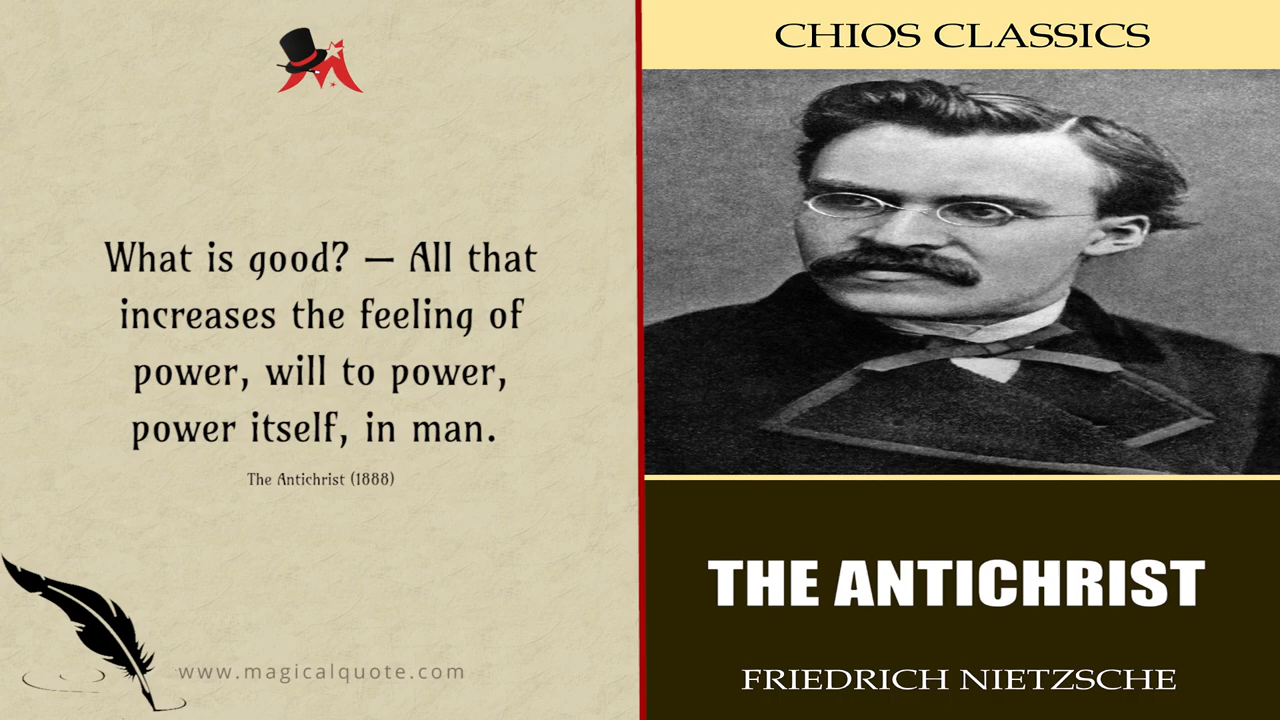 What is good? — All that
increases the feeling of
power, will to power,
power itself, in man.
The Antichrist (1888)
www.magicalquote.com
CHIOS CLASSICS
THE ANTICHRIST
FRIEDRICH NIETZSCHE